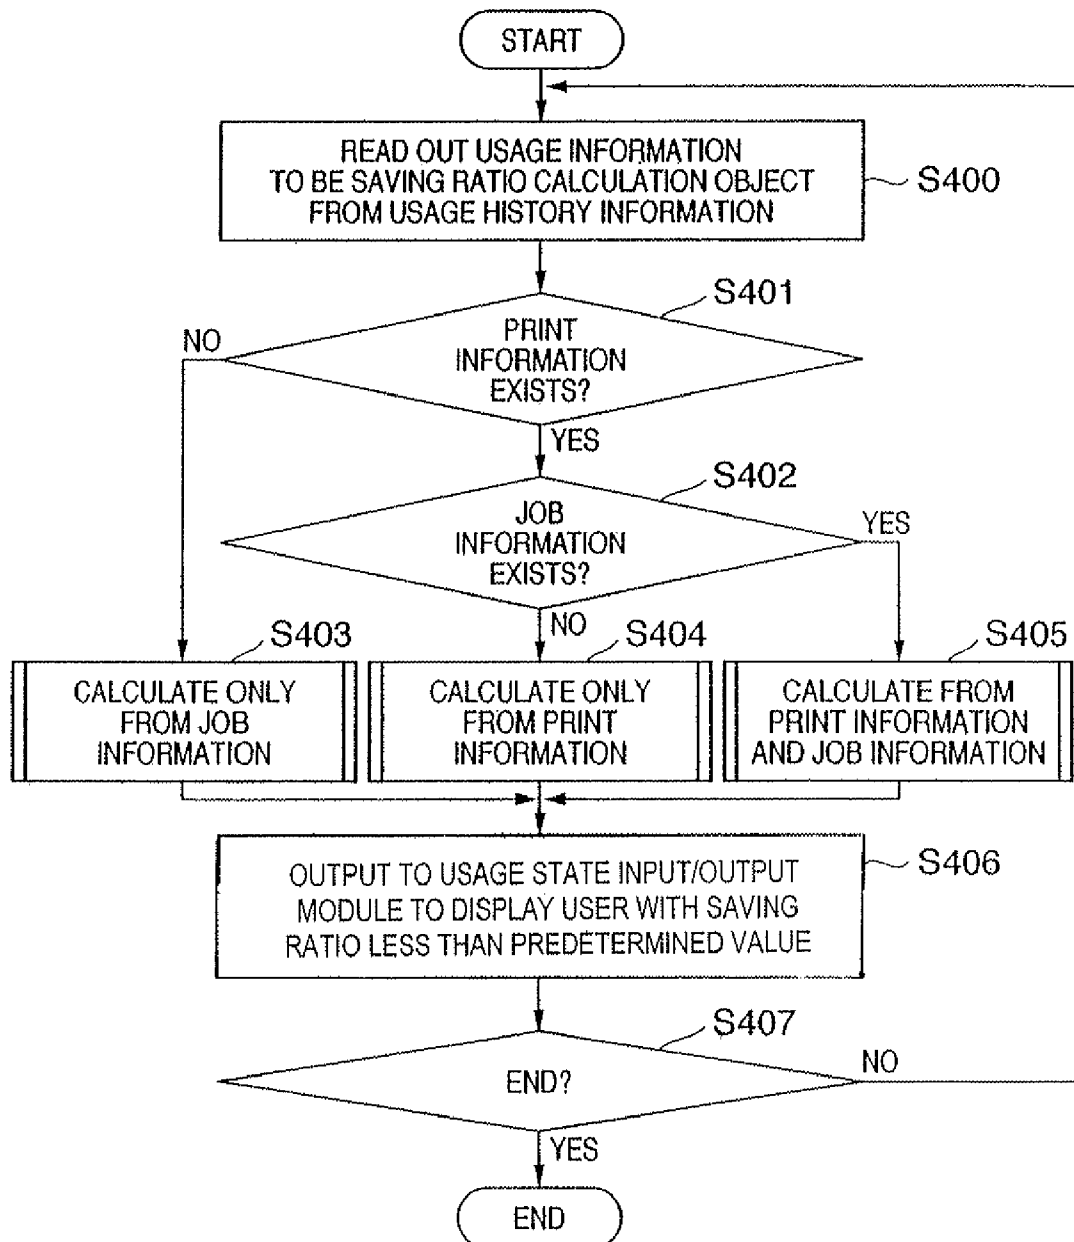 START
READ OUT USAGE INFORMATION
TO BE SAVING RATIO CALCULATION OBJECT
FROM USAGE HISTORY INFORMATION
S400
S401
PRINT
INFORMATION
EXISTS?
NO
YES
S402
JOB
INFORMATION
EXISTS?
YES
NO
S403
CALCULATE ONLY
FROM JOB
INFORMATION
S404
CALCULATE ONLY
FROM PRINT
INFORMATION
S405
CALCULATE FROM
PRINT INFORMATION
AND JOB INFORMATION
OUTPUT TO USAGE STATE INPUT/OUTPUT
MODULE TO DISPLAY USER WITH SAVING
RATIO LESS THAN PREDETERMINED VALUE
S406
S407
END?
NO
YES
END